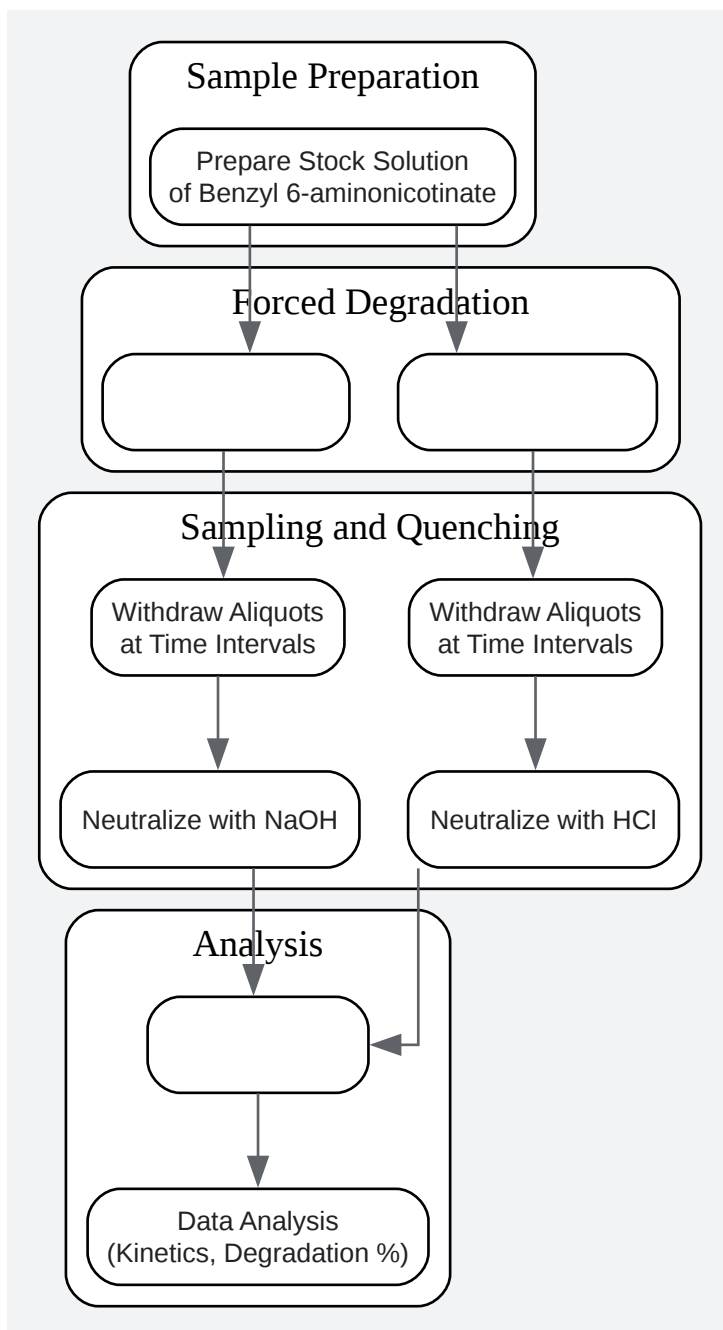 Sample Preparation
Prepare Stock Solution
of Benzyl 6-aminonicotinate
Forced Degradation
Sampling and Quenching
Withdraw Aliquots
at Time Intervals
Withdraw Aliquots
at Time Intervals
Neutralize with NaOH
Neutralize with HCl
Analysis
Data Analysis
(Kinetics, Degradation %)